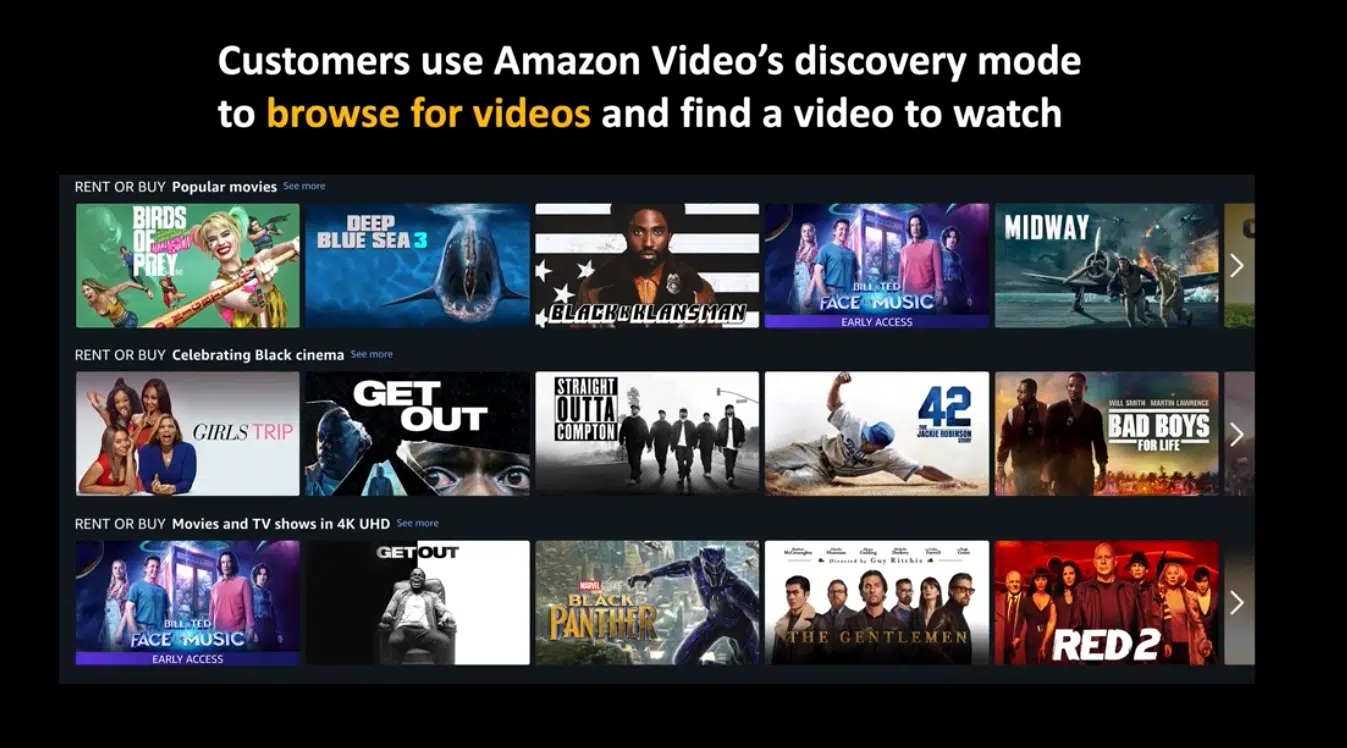 Customers use Amazon Video's discovery mode
to browse for videos and find a video to watch
RENT OR BUY Popular movies See more
BIRDS
OF
PREY
DEEP
BLUE SEA 3
BLACKkKLANSMAN
BILL & TED
FACE THE MUSIC
EARLY ACCESS
MIDWAY
RENT OR BUY Celebrating Black cinema See more
GIRLS TRIP
GET
OUT
STRAIGHT
OUTTA
COMPTON
42
THE
JACKIE ROBINSON
STORY
WILL SMITH MARTIN LAWRENCE
BAD BOYS
FOR LIFE
RENT OR BUY Movies and TV shows in 4K UHD See more
BILL & TED
FACE THE MUSIC
EARLY ACCESS
GET OUT
MARVEL STUDIOS
BLACK
PANTHER
Directed by Guy Ritchie
THE GENTLEMEN
RED 2